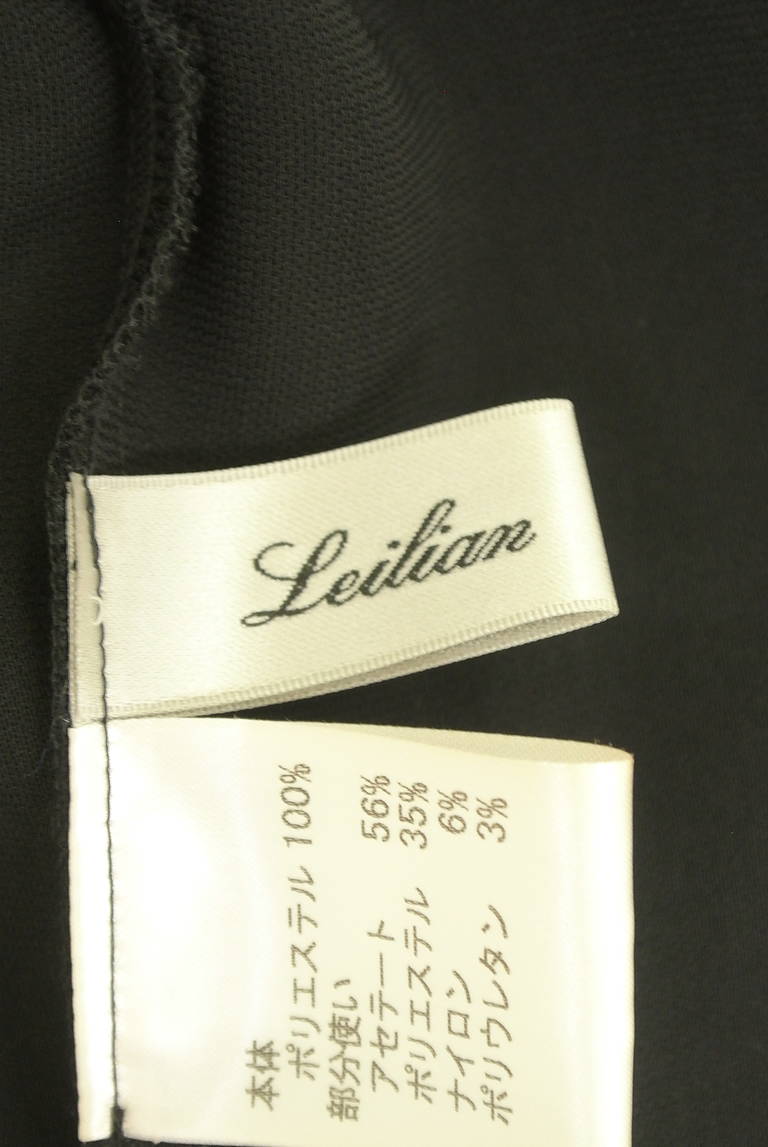 Leilian
本体
ポリエステル 100%
部分使い
アセテート 56%
ポリエステル 35%
ナイロン 6%
ポリウレタン 3%